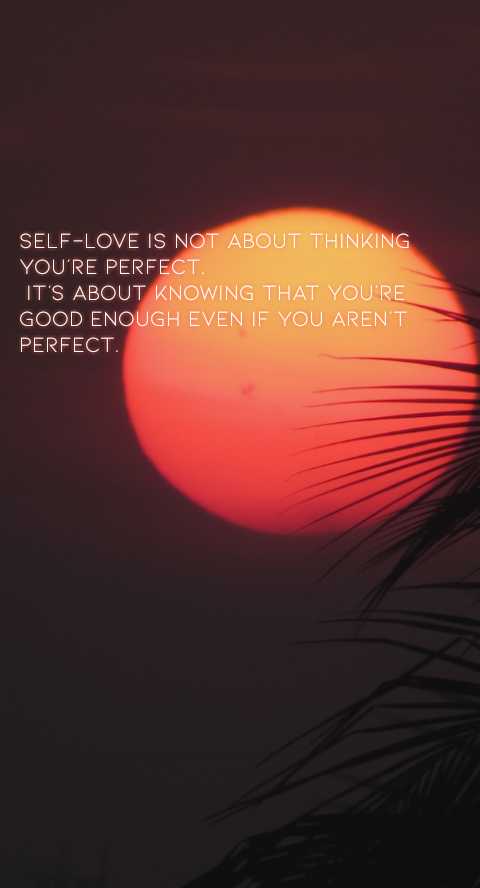 SELF-LOVE IS NOT ABOUT THINKING
YOU'RE PERFECT.
IT'S ABOUT KNOWING THAT YOU'RE
GOOD ENOUGH EVEN IF YOU AREN'T
PERFECT.